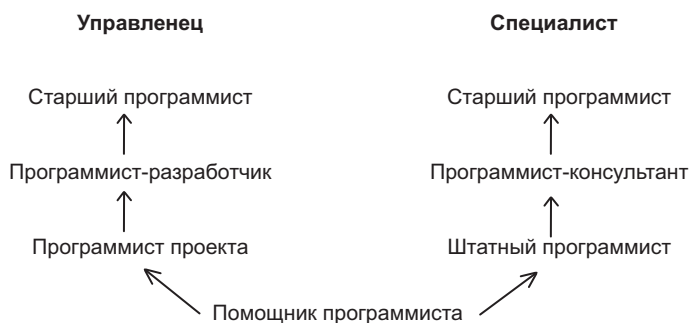 Управленец Специалист
Старший программист Старший программист
Программист-разработчик Программист-консультант
Программист проекта Штатный программист
Помощник программиста